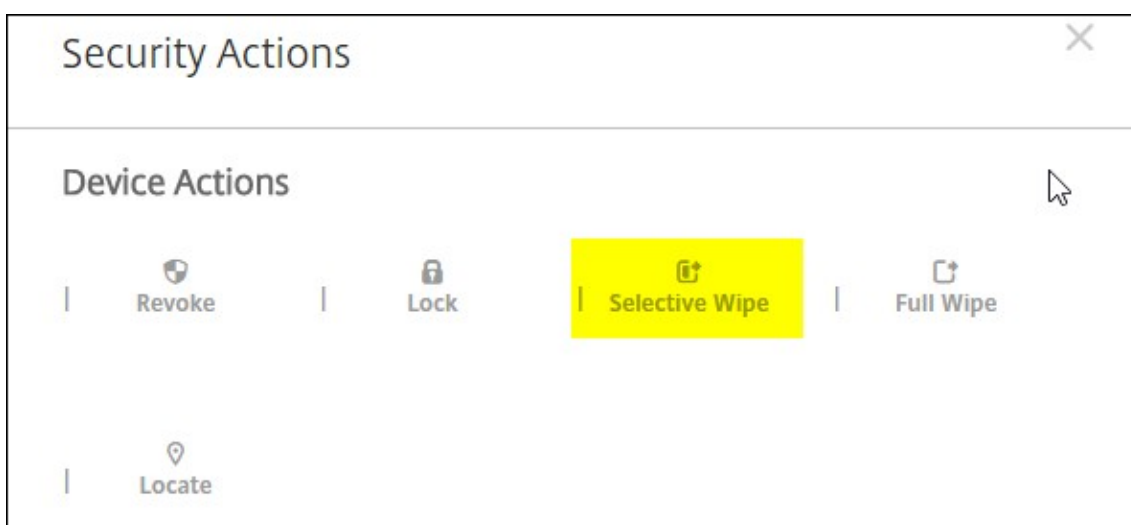 Security Actions
Device Actions
Revoke
Lock
Selective Wipe
Full Wipe
Locate